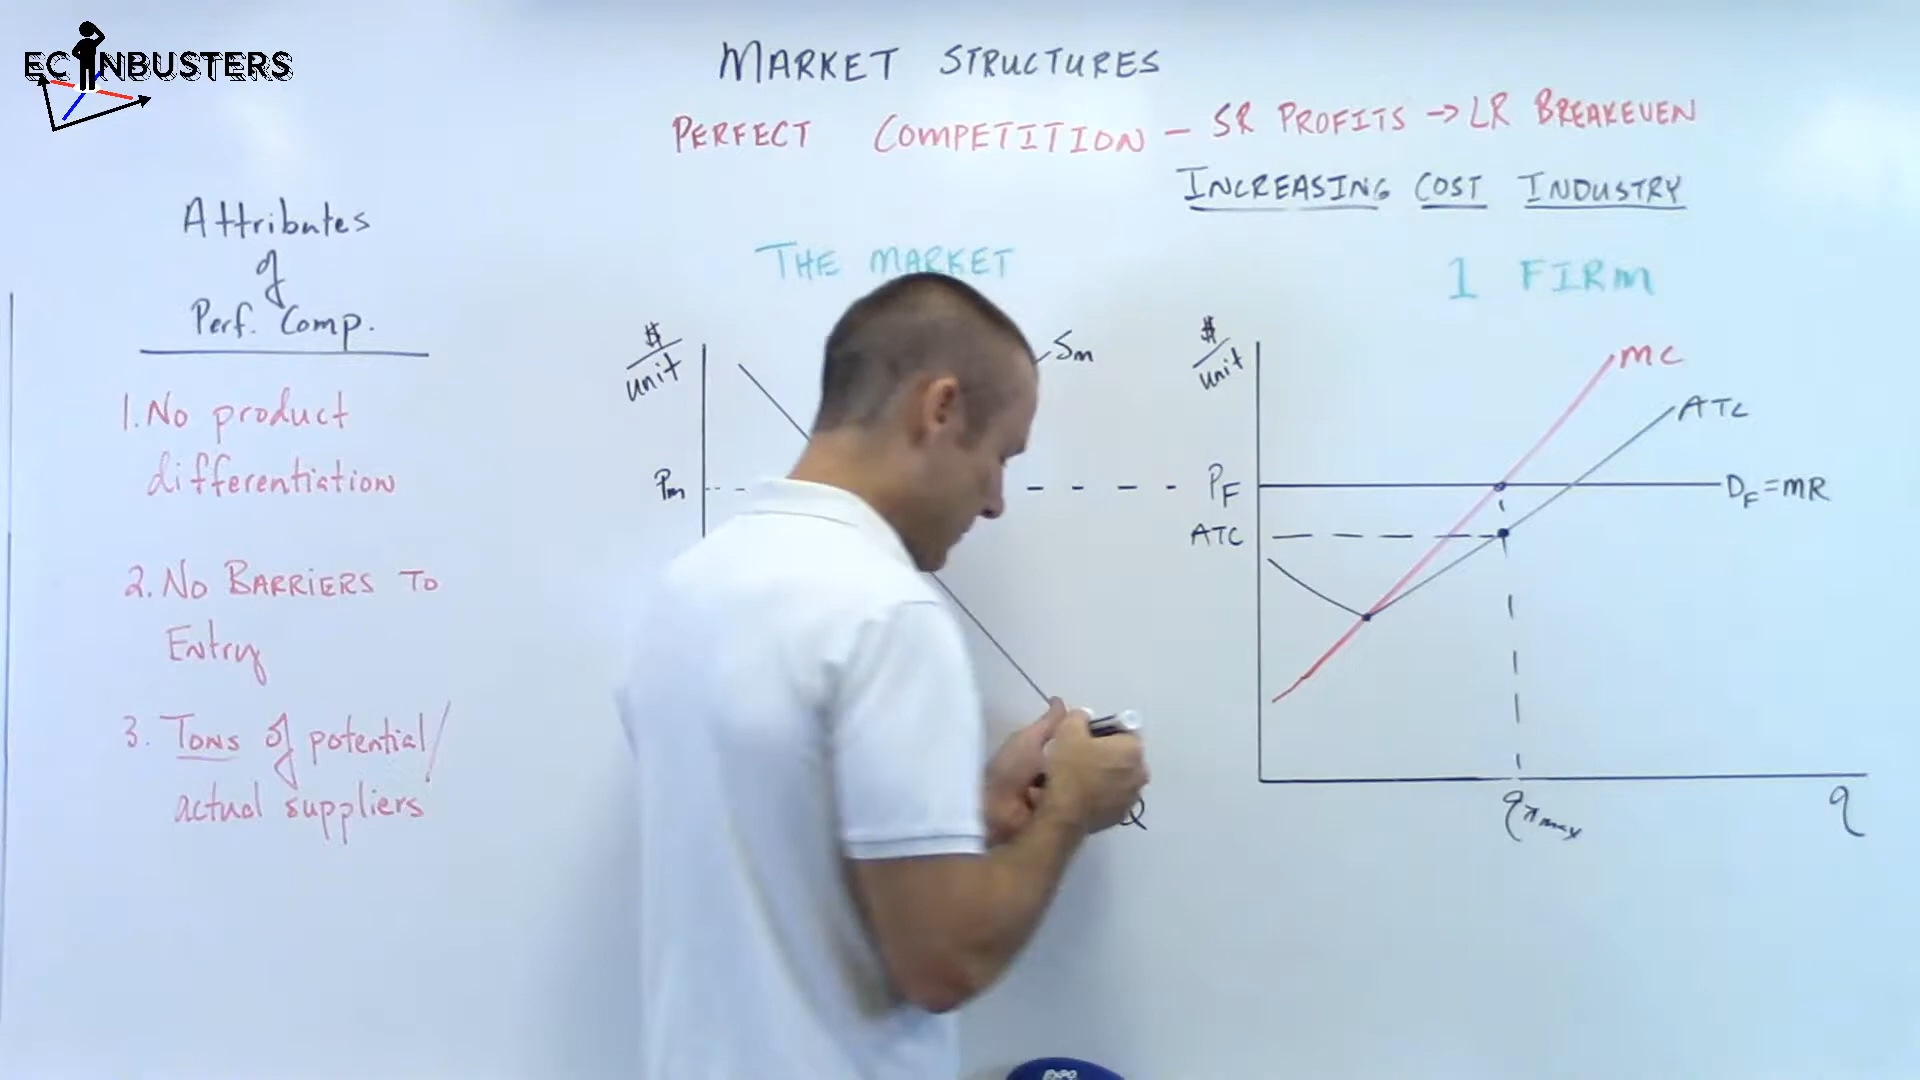 ECONBUSTERS
MARKET STRUCTURES
PERFECT COMPETITION - SR PROFITS → LR BREAKEVEN
INCREASING COST INDUSTRY
Attributes
of
Perf. Comp.
1. No product
differentiation
2. No BARRIERS TO
Entry
3. Tons of potential/
actual suppliers
THE MARKET
$/unit
Sm
Pm
Q
1 FIRM
$/unit
MC
ATC
PF
DF = MR
ATC
qπmax
q